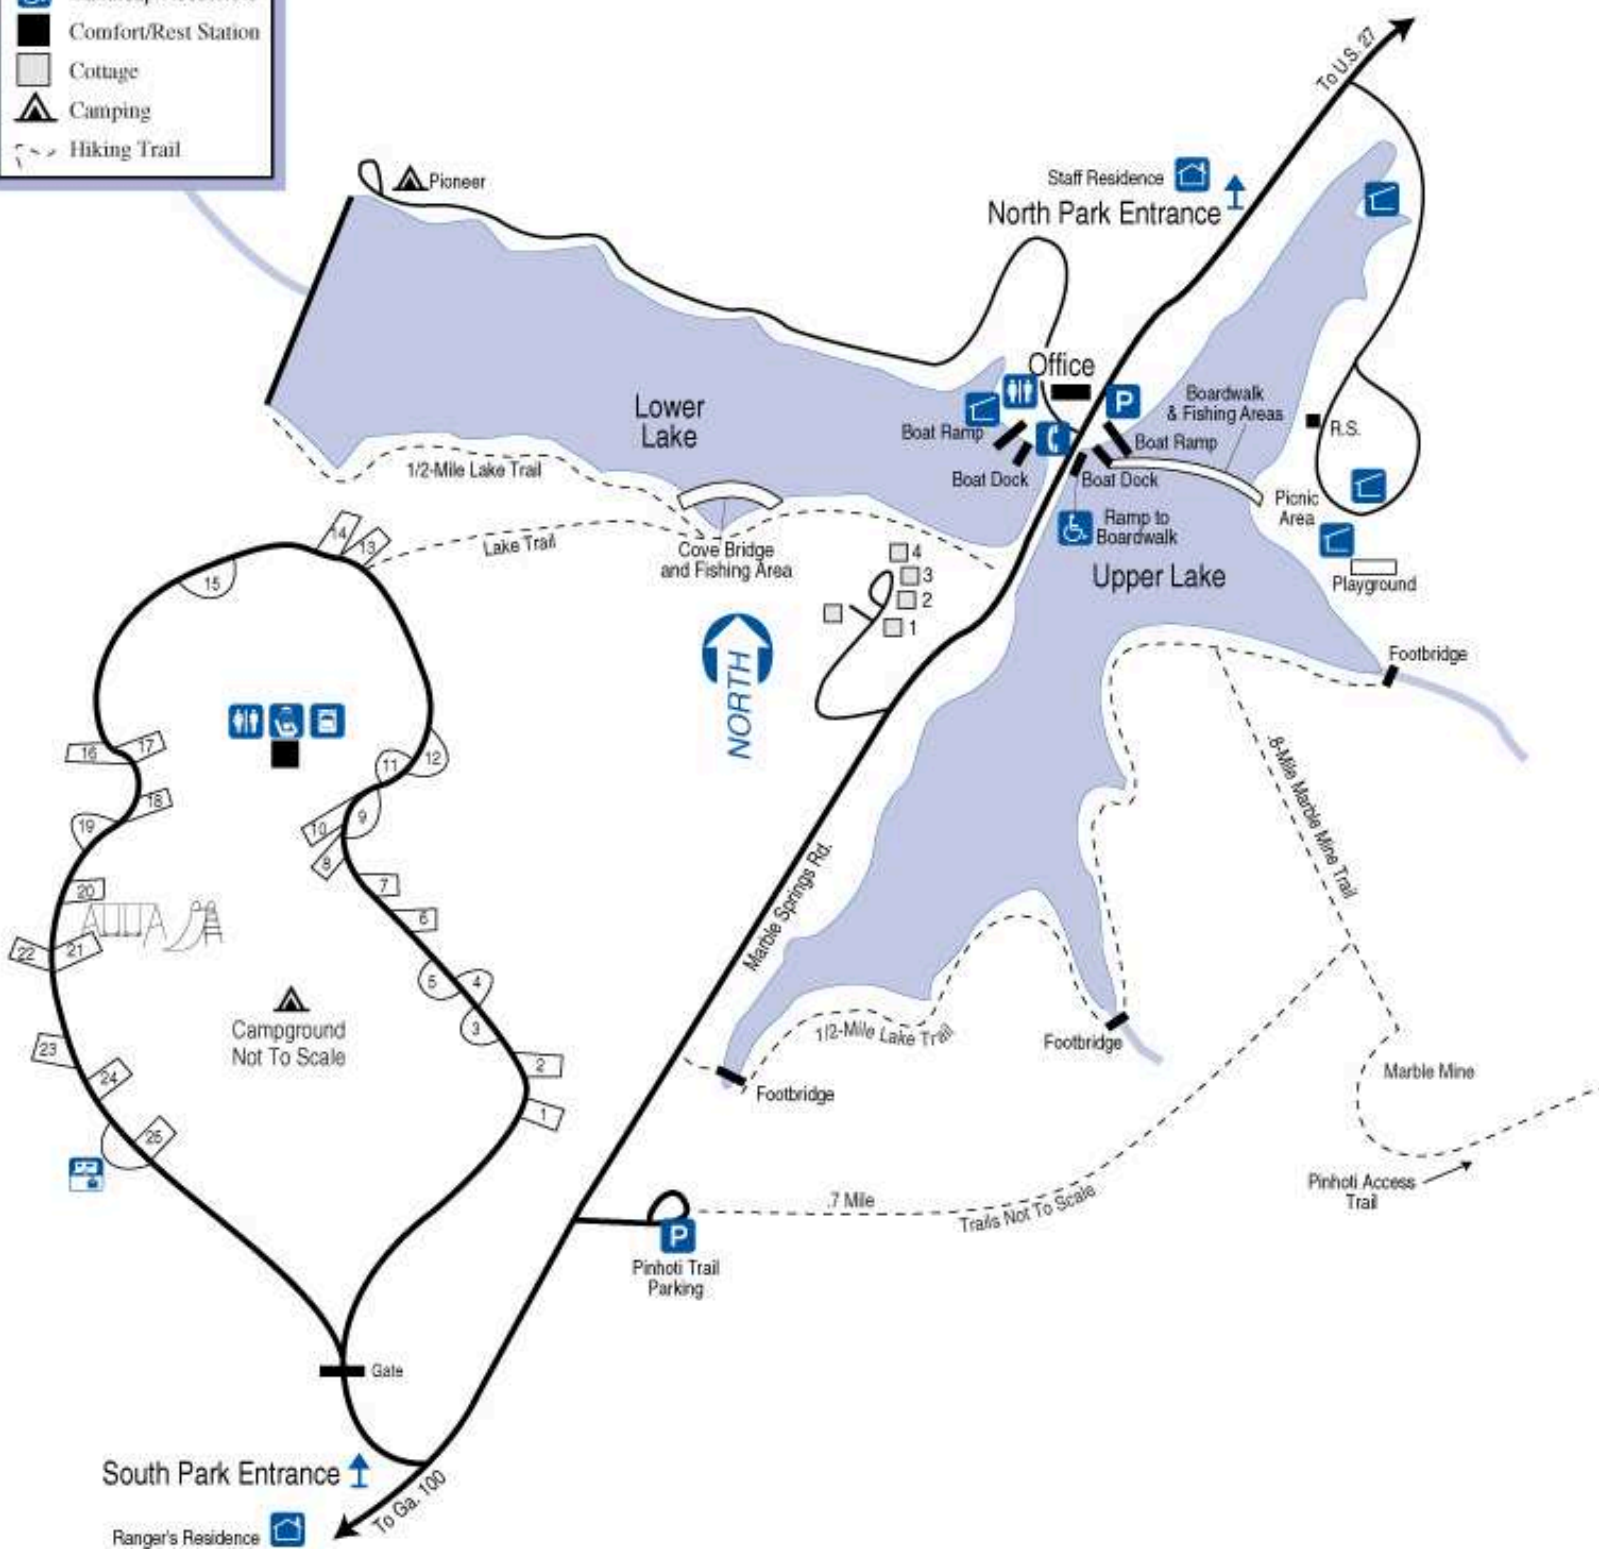 Comfort/Rest Station
Cottage
Camping
Hiking Trail
Pioneer
To U.S. 27
Staff Residence
North Park Entrance
Office
P
Lower
Lake
Boat Ramp
Boardwalk
& Fishing Areas
Boat Ramp
R.S.
Boat Dock
Boat Dock
1/2-Mile Lake Trail
Picnic
Area
Ramp to
Boardwalk
Lake Trail
Cove Bridge
and Fishing Area
Upper Lake
Playground
14
13
15
4
3
2
1
NORTH
Footbridge
16
17
18
19
20
21
22
23
24
25
12
11
10
9
8
7
6
5
4
3
2
1
.8-Mile Marble Mine Trail
Marble Springs Rd.
Campground
Not To Scale
1/2-Mile Lake Trail
Footbridge
Footbridge
Marble Mine
Pinhoti Access
Trail
.7 Mile
Trails Not To Scale
P
Pinhoti Trail
Parking
Gate
South Park Entrance
To Ga. 100
Ranger's Residence